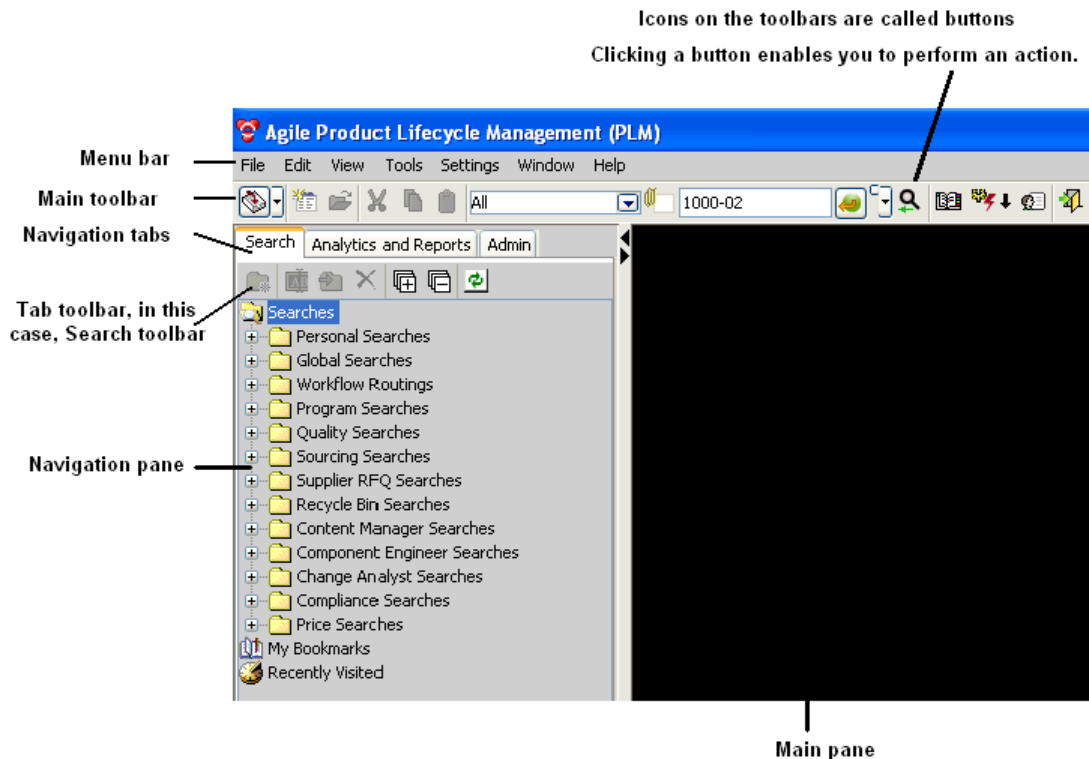 Icons on the toolbars are called buttons
Clicking a button enables you to perform an action.
Agile Product Lifecycle Management (PLM)
Menu bar
File Edit View Tools Settings Window Help
Main toolbar
All
1000-02
Navigation tabs
Search Analytics and Reports Admin
Tab toolbar, in this
case, Search toolbar
Searches
Personal Searches
Global Searches
Workflow Routings
Program Searches
Quality Searches
Sourcing Searches
Navigation pane
Supplier RFQ Searches
Recycle Bin Searches
Content Manager Searches
Component Engineer Searches
Change Analyst Searches
Compliance Searches
Price Searches
My Bookmarks
Recently Visited
Main pane